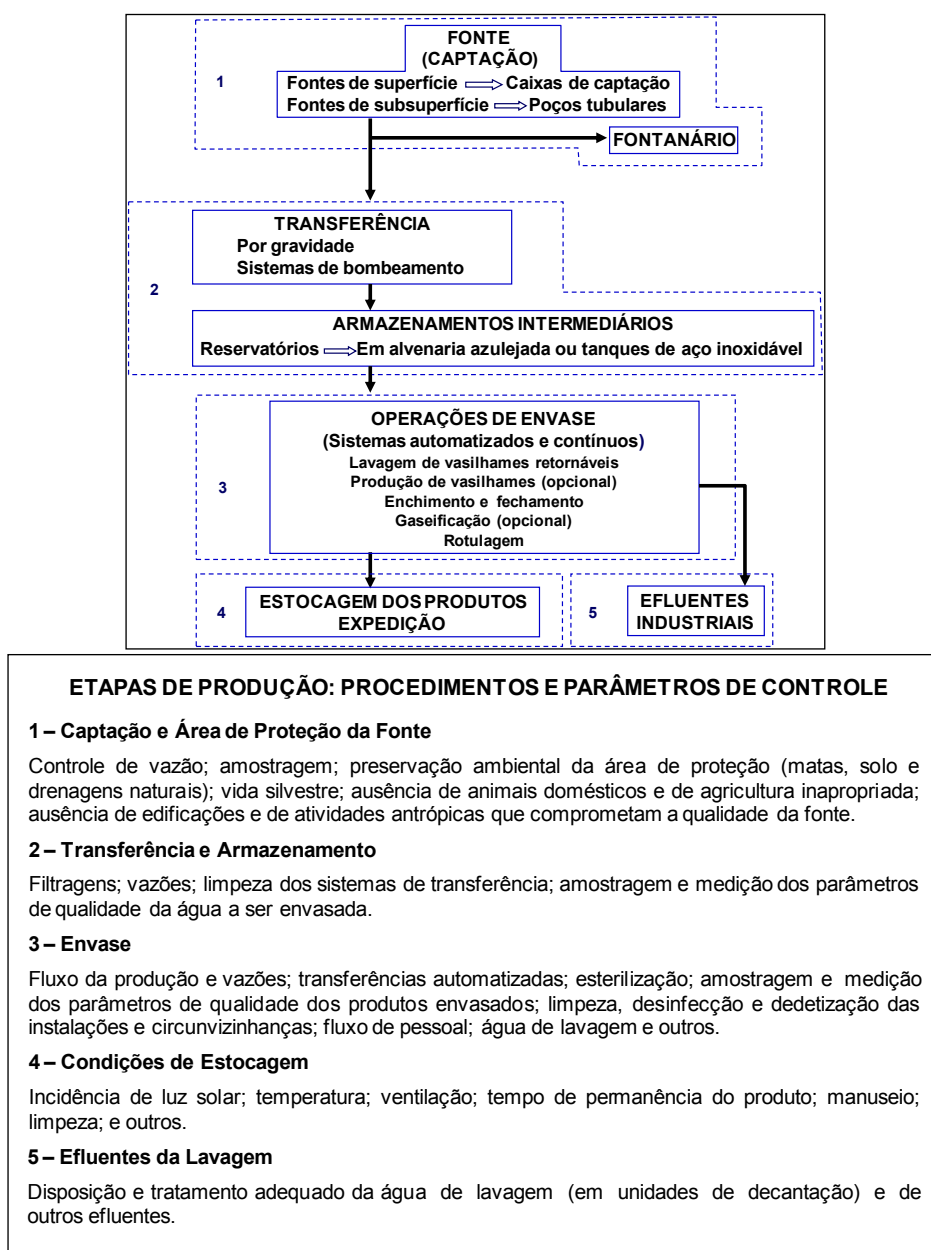 FONTE
(CAPTAÇÃO)
1
Fontes de superfície ⟹ Caixas de captação
Fontes de subsuperfície ⟹ Poços tubulares
FONTANÁRIO
TRANSFERÊNCIA
Por gravidade
Sistemas de bombeamento
2
ARMAZENAMENTOS INTERMEDIÁRIOS
Reservatórios ⟹ Em alvenaria azulejada ou tanques de aço inoxidável
OPERAÇÕES DE ENVASE
(Sistemas automatizados e contínuos)
Lavagem de vasilhames retornáveis
Produção de vasilhames (opcional)
3
Enchimento e fechamento
Gaseificação (opcional)
Rotulagem
4
ESTOCAGEM DOS PRODUTOS
EXPEDIÇÃO
5
EFLUENTES
INDUSTRIAIS
ETAPAS DE PRODUÇÃO: PROCEDIMENTOS E PARÂMETROS DE CONTROLE
1 – Captação e Área de Proteção da Fonte
Controle de vazão; amostragem; preservação ambiental da área de proteção (matas, solo e
drenagens naturais); vida silvestre; ausência de animais domésticos e de agricultura inapropriada;
ausência de edificações e de atividades antrópicas que comprometam a qualidade da fonte.
2 – Transferência e Armazenamento
Filtragens; vazões; limpeza dos sistemas de transferência; amostragem e medição dos parâmetros
de qualidade da água a ser envasada.
3 – Envase
Fluxo da produção e vazões; transferências automatizadas; esterilização; amostragem e medição
dos parâmetros de qualidade dos produtos envasados; limpeza, desinfecção e dedetização das
instalações e circunvizinhanças; fluxo de pessoal; água de lavagem e outros.
4 – Condições de Estocagem
Incidência de luz solar; temperatura; ventilação; tempo de permanência do produto; manuseio;
limpeza; e outros.
5 – Efluentes da Lavagem
Disposição e tratamento adequado da água de lavagem (em unidades de decantação) e de
outros efluentes.